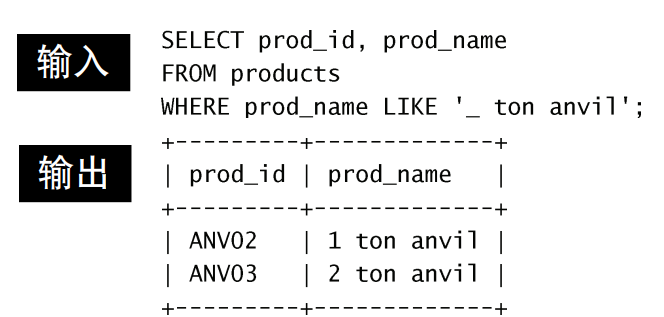 输入
SELECT prod_id, prod_name
FROM products
WHERE prod_name LIKE '_ ton anvil';
输出
+---------+-------------+
| prod_id | prod_name   |
+---------+-------------+
| ANV02   | 1 ton anvil |
| ANV03   | 2 ton anvil |
+---------+-------------+